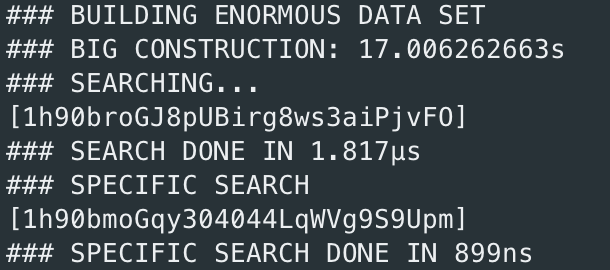 ### BUILDING ENORMOUS DATA SET
### BIG CONSTRUCTION: 17.006262663s
### SEARCHING...
[1h90broGJ8pUBirg8ws3aiPjvFO]
### SEARCH DONE IN 1.817µs
### SPECIFIC SEARCH
[1h90bmoGqy304044LqWVg9S9Upm]
### SPECIFIC SEARCH DONE IN 899ns